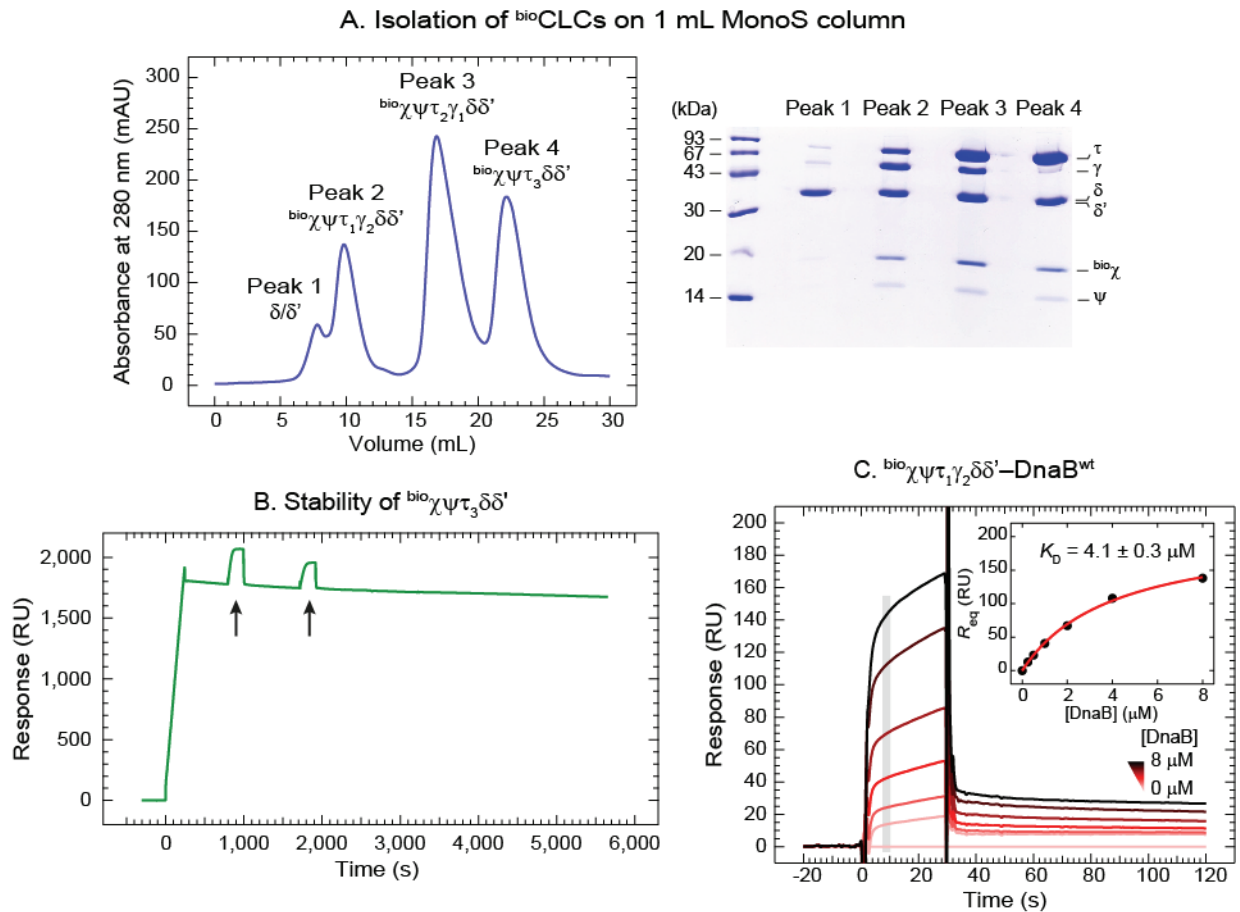 A. Isolation of bioCLCs on 1 mL MonoS column
Absorbance at 280 nm (mAU)
300
250
200
150
100
50
0
0 5 10 15 20 25 30
Volume (mL)
Peak 1
δ/δ'
Peak 2
bioχψτ1γ2δδ'
Peak 3
bioχψτ2γ1δδ'
Peak 4
bioχψτ3δδ'
(kDa) Peak 1 Peak 2 Peak 3 Peak 4
93
67
43
30
20
14
τ
γ
δ
δ'
bioχ
ψ
B. Stability of bioχψτ3δδ'
Response (RU)
2,000
1,500
1,000
500
0
0 1,000 2,000 3,000 4,000 5,000 6,000
Time (s)
C. bioχψτ1γ2δδ'–DnaBwt
Response (RU)
200
180
160
140
120
100
80
60
40
20
0
-20 0 20 40 60 80 100 120
Time (s)
KD = 4.1 ± 0.3 μM
Req (RU)
200
150
100
50
0
0 2 4 6 8
[DnaB] (μM)
[DnaB]
8 μM
0 μM